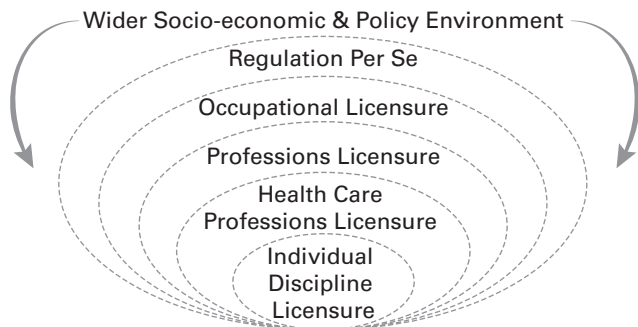 Wider Socio-economic & Policy Environment
Regulation Per Se
Occupational Licensure
Professions Licensure
Health Care
Professions Licensure
Individual
Discipline
Licensure